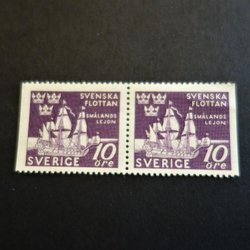 SVENSKA
FLOTTAN
SMÅLANDS
LEJON
SVERIGE
10
öre
SVENSKA
FLOTTAN
SMÅLANDS
LEJON
SVERIGE
10
öre